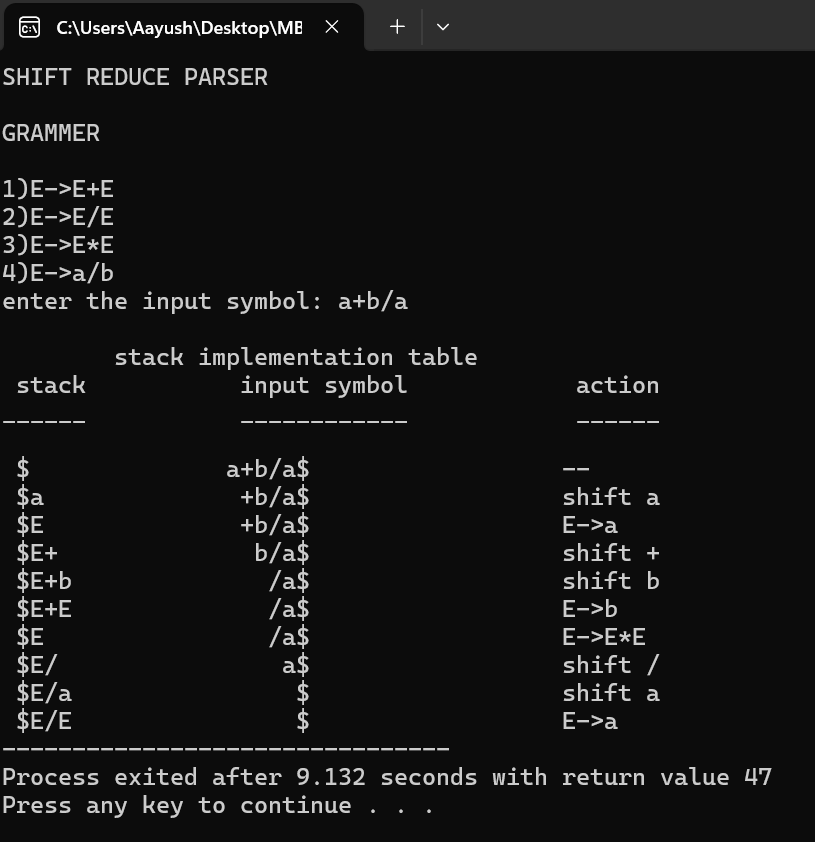 C:\Users\Aayush\Desktop\MB
SHIFT REDUCE PARSER
GRAMMER
1)E->E+E
2)E->E/E
3)E->E*E
4)E->a/b
enter the input symbol: a+b/a
stack implementation table
stack input symbol action
------ ------------ ------
$ a+b/a$ --
$a +b/a$ shift a
$E +b/a$ E->a
$E+ b/a$ shift +
$E+b /a$ shift b
$E+E /a$ E->b
$E /a$ E->E*E
$E/ a$ shift /
$E/a $ shift a
$E/E $ E->a
--------------------------------
Process exited after 9.132 seconds with return value 47
Press any key to continue . . .